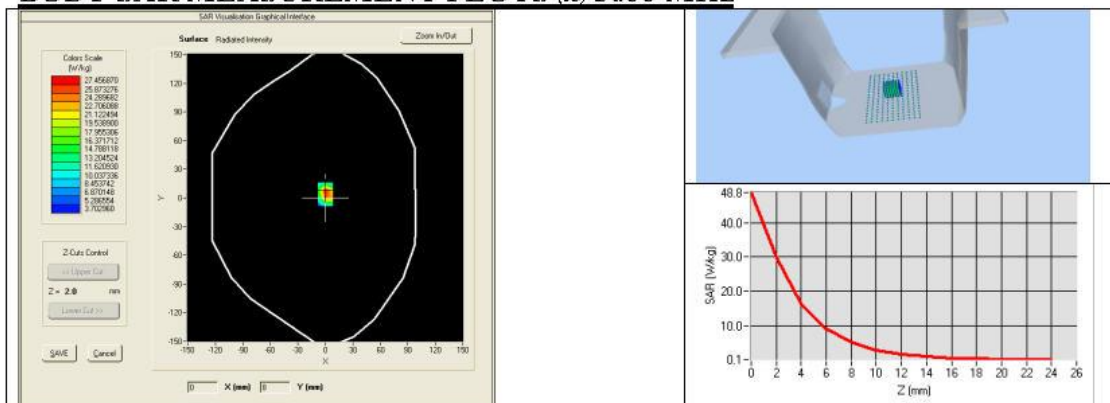 SAR Visualisation Graphical Interface
Surface Radiated Intensity
Zoom In/Out
Colors Scale
(W/kg)
27.456870
25.873276
24.289682
22.706088
21.122494
19.538900
17.955306
16.371712
14.788118
13.204524
11.620930
10.037336
8.453742
6.870148
5.286554
3.702960
Z-Cuts Control
<< Upper Cut
Z = 2.0 mm
Lower Cut >>
SAVE Cancel
150
120
90
60
30
0
-30
-60
-90
-120
-150
Y
-150 -120 -90 -60 -30 0 30 60 90 120 150
X
0 X (mm) 8 Y (mm)
48.8
40.0
30.0
20.0
10.0
0.1
SAR (W/kg)
0 2 4 6 8 10 12 14 16 18 20 22 24 26
Z (mm)